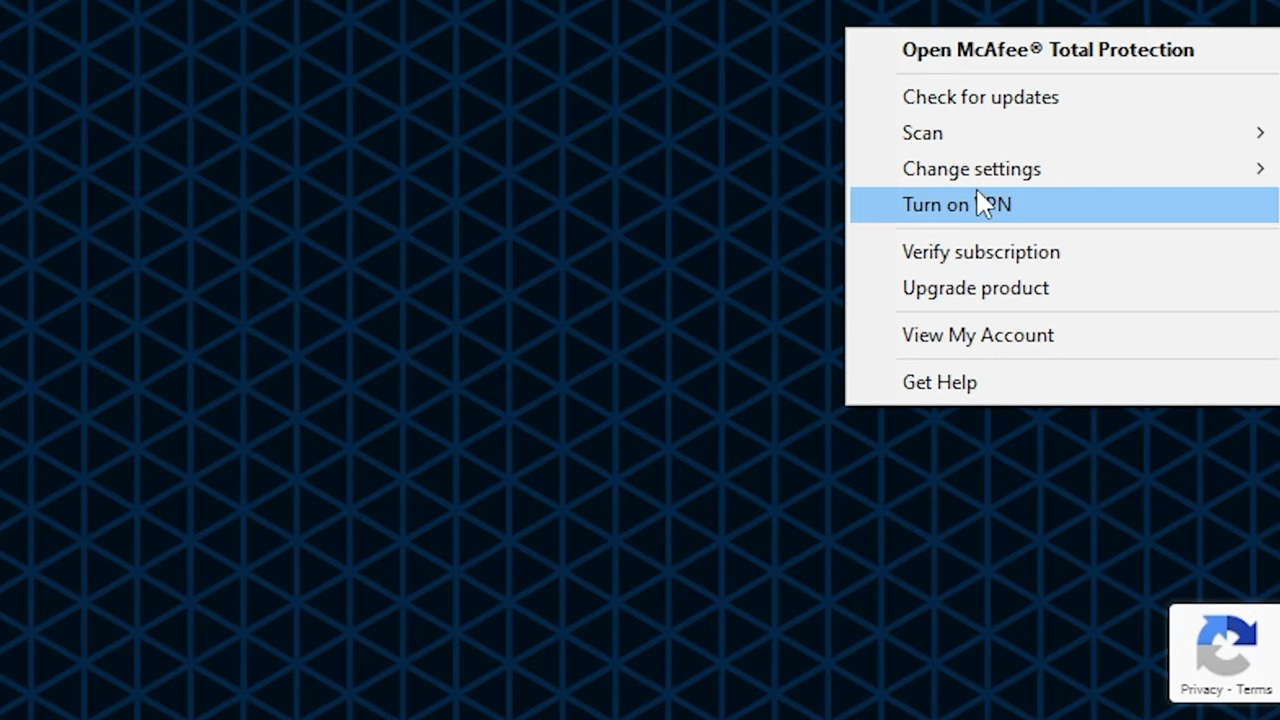 Open McAfee® Total Protection
Check for updates
Scan
Change settings
Turn on VPN
Verify subscription
Upgrade product
View My Account
Get Help
Privacy - Terms